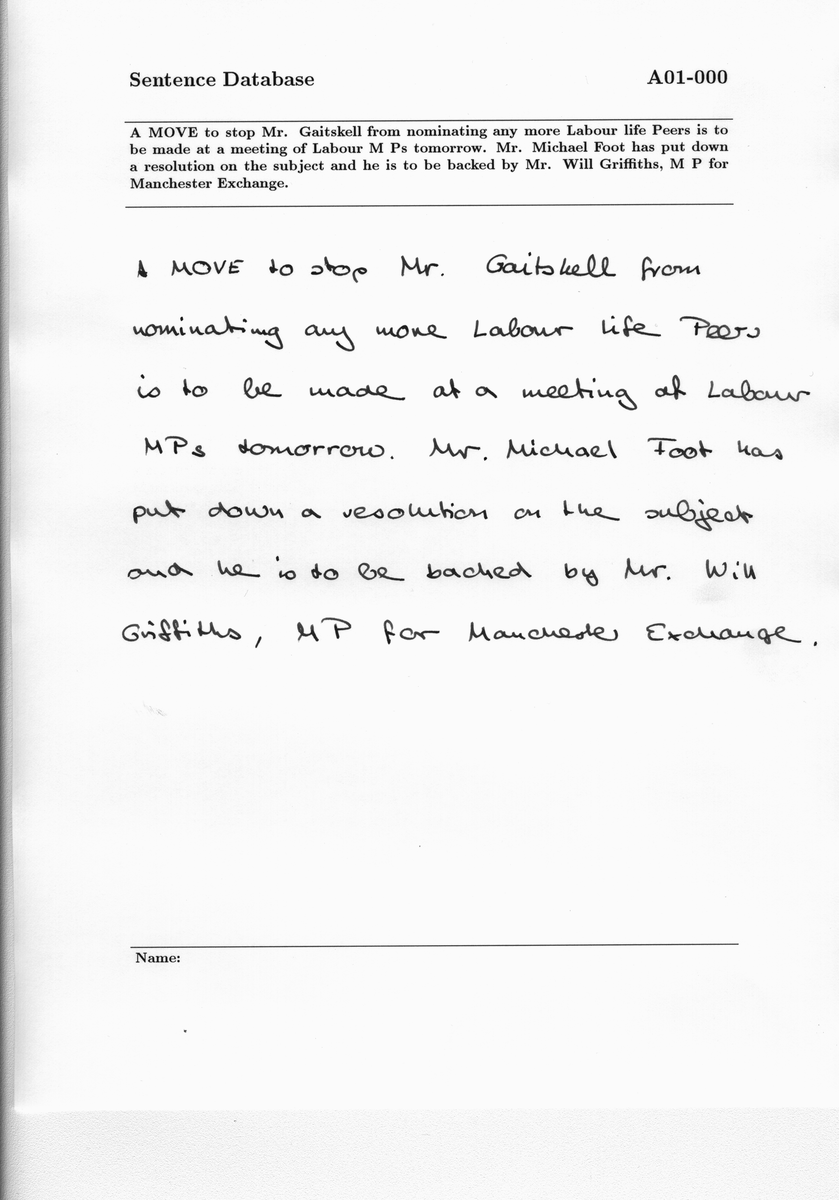 Sentence Database A01-000
A MOVE to stop Mr. Gaitskell from nominating any more Labour life Peers is to
be made at a meeting of Labour M Ps tomorrow. Mr. Michael Foot has put down
a resolution on the subject and he is to be backed by Mr. Will Griffiths, M P for
Manchester Exchange.
A MOVE to stop Mr. Gaitskell from
nominating any more Labour life Peers
is to be made at a meeting of Labour
MPs tomorrow. Mr. Michael Foot has
put down a resolution on the subject
and he is to be backed by Mr. Will
Griffiths, MP for Manchester Exchange.
Name: